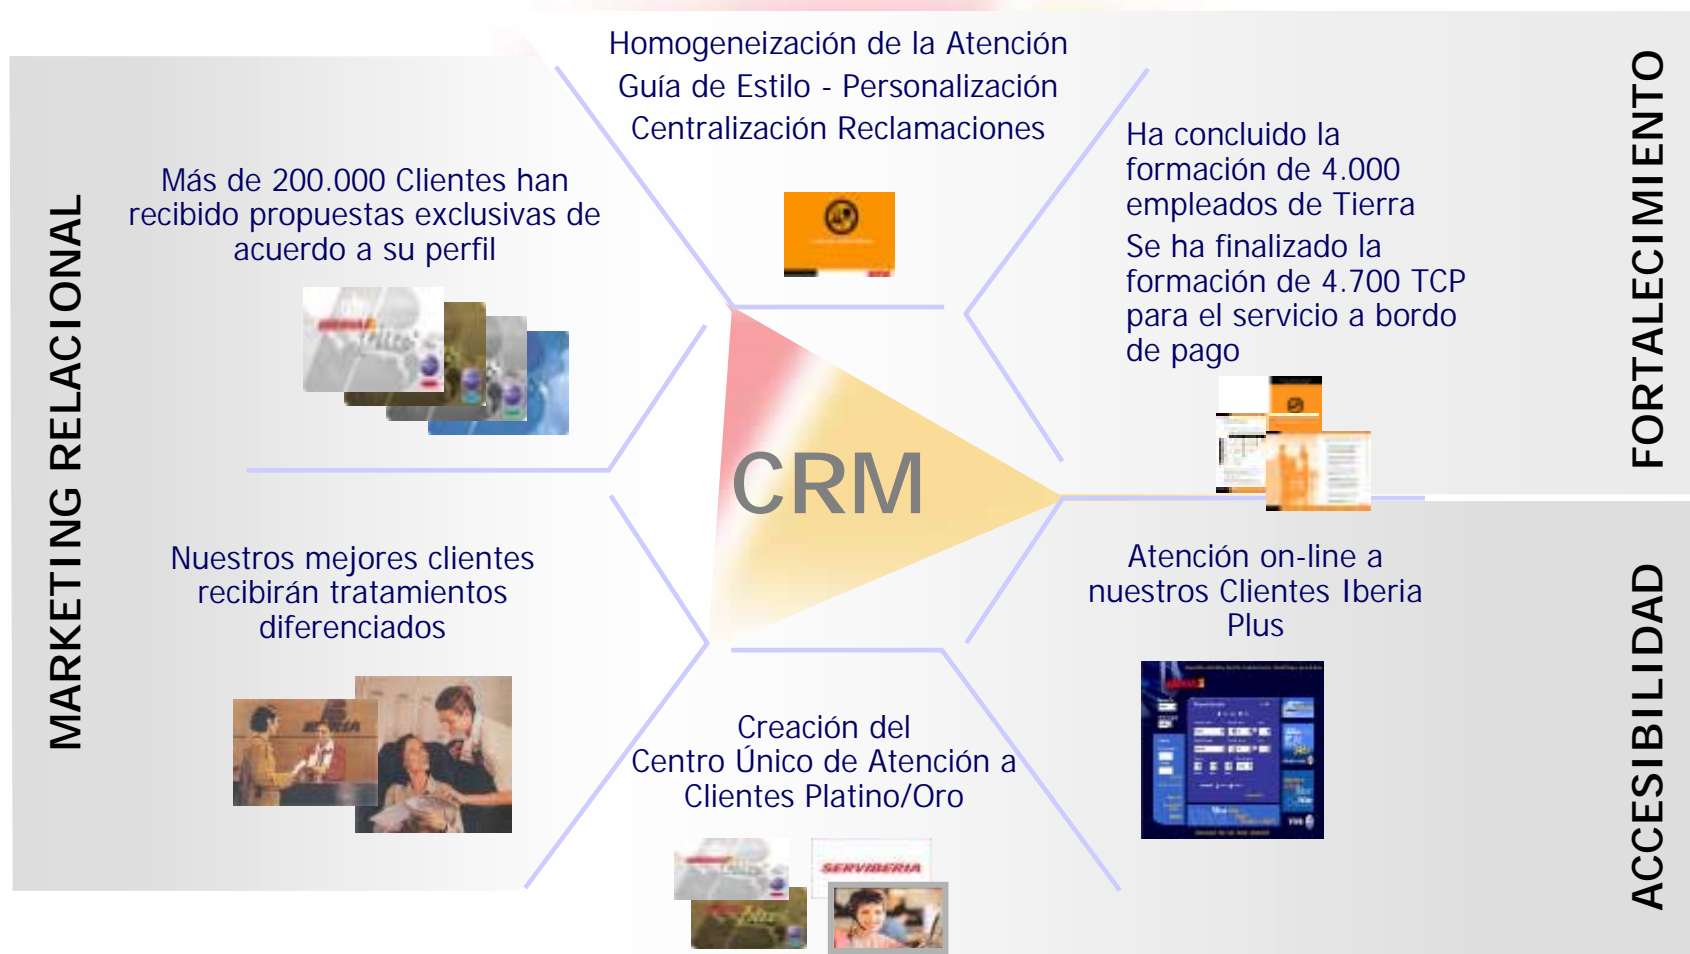 Homogeneización de la Atención
Guía de Estilo - Personalización
Centralización Reclamaciones
MARKETING RELACIONAL
Más de 200.000 Clientes han
recibido propuestas exclusivas de
acuerdo a su perfil
FORTALECIMIENTO
Ha concluido la
formación de 4.000
empleados de Tierra
Se ha finalizado la
formación de 4.700 TCP
para el servicio a bordo
de pago
CRM
Nuestros mejores clientes
recibirán tratamientos
diferenciados
IBERIA
Atención on-line a
nuestros Clientes Iberia
Plus
ACCESIBILIDAD
Creación del
Centro Único de Atención a
Clientes Platino/Oro
SERVIBERIA